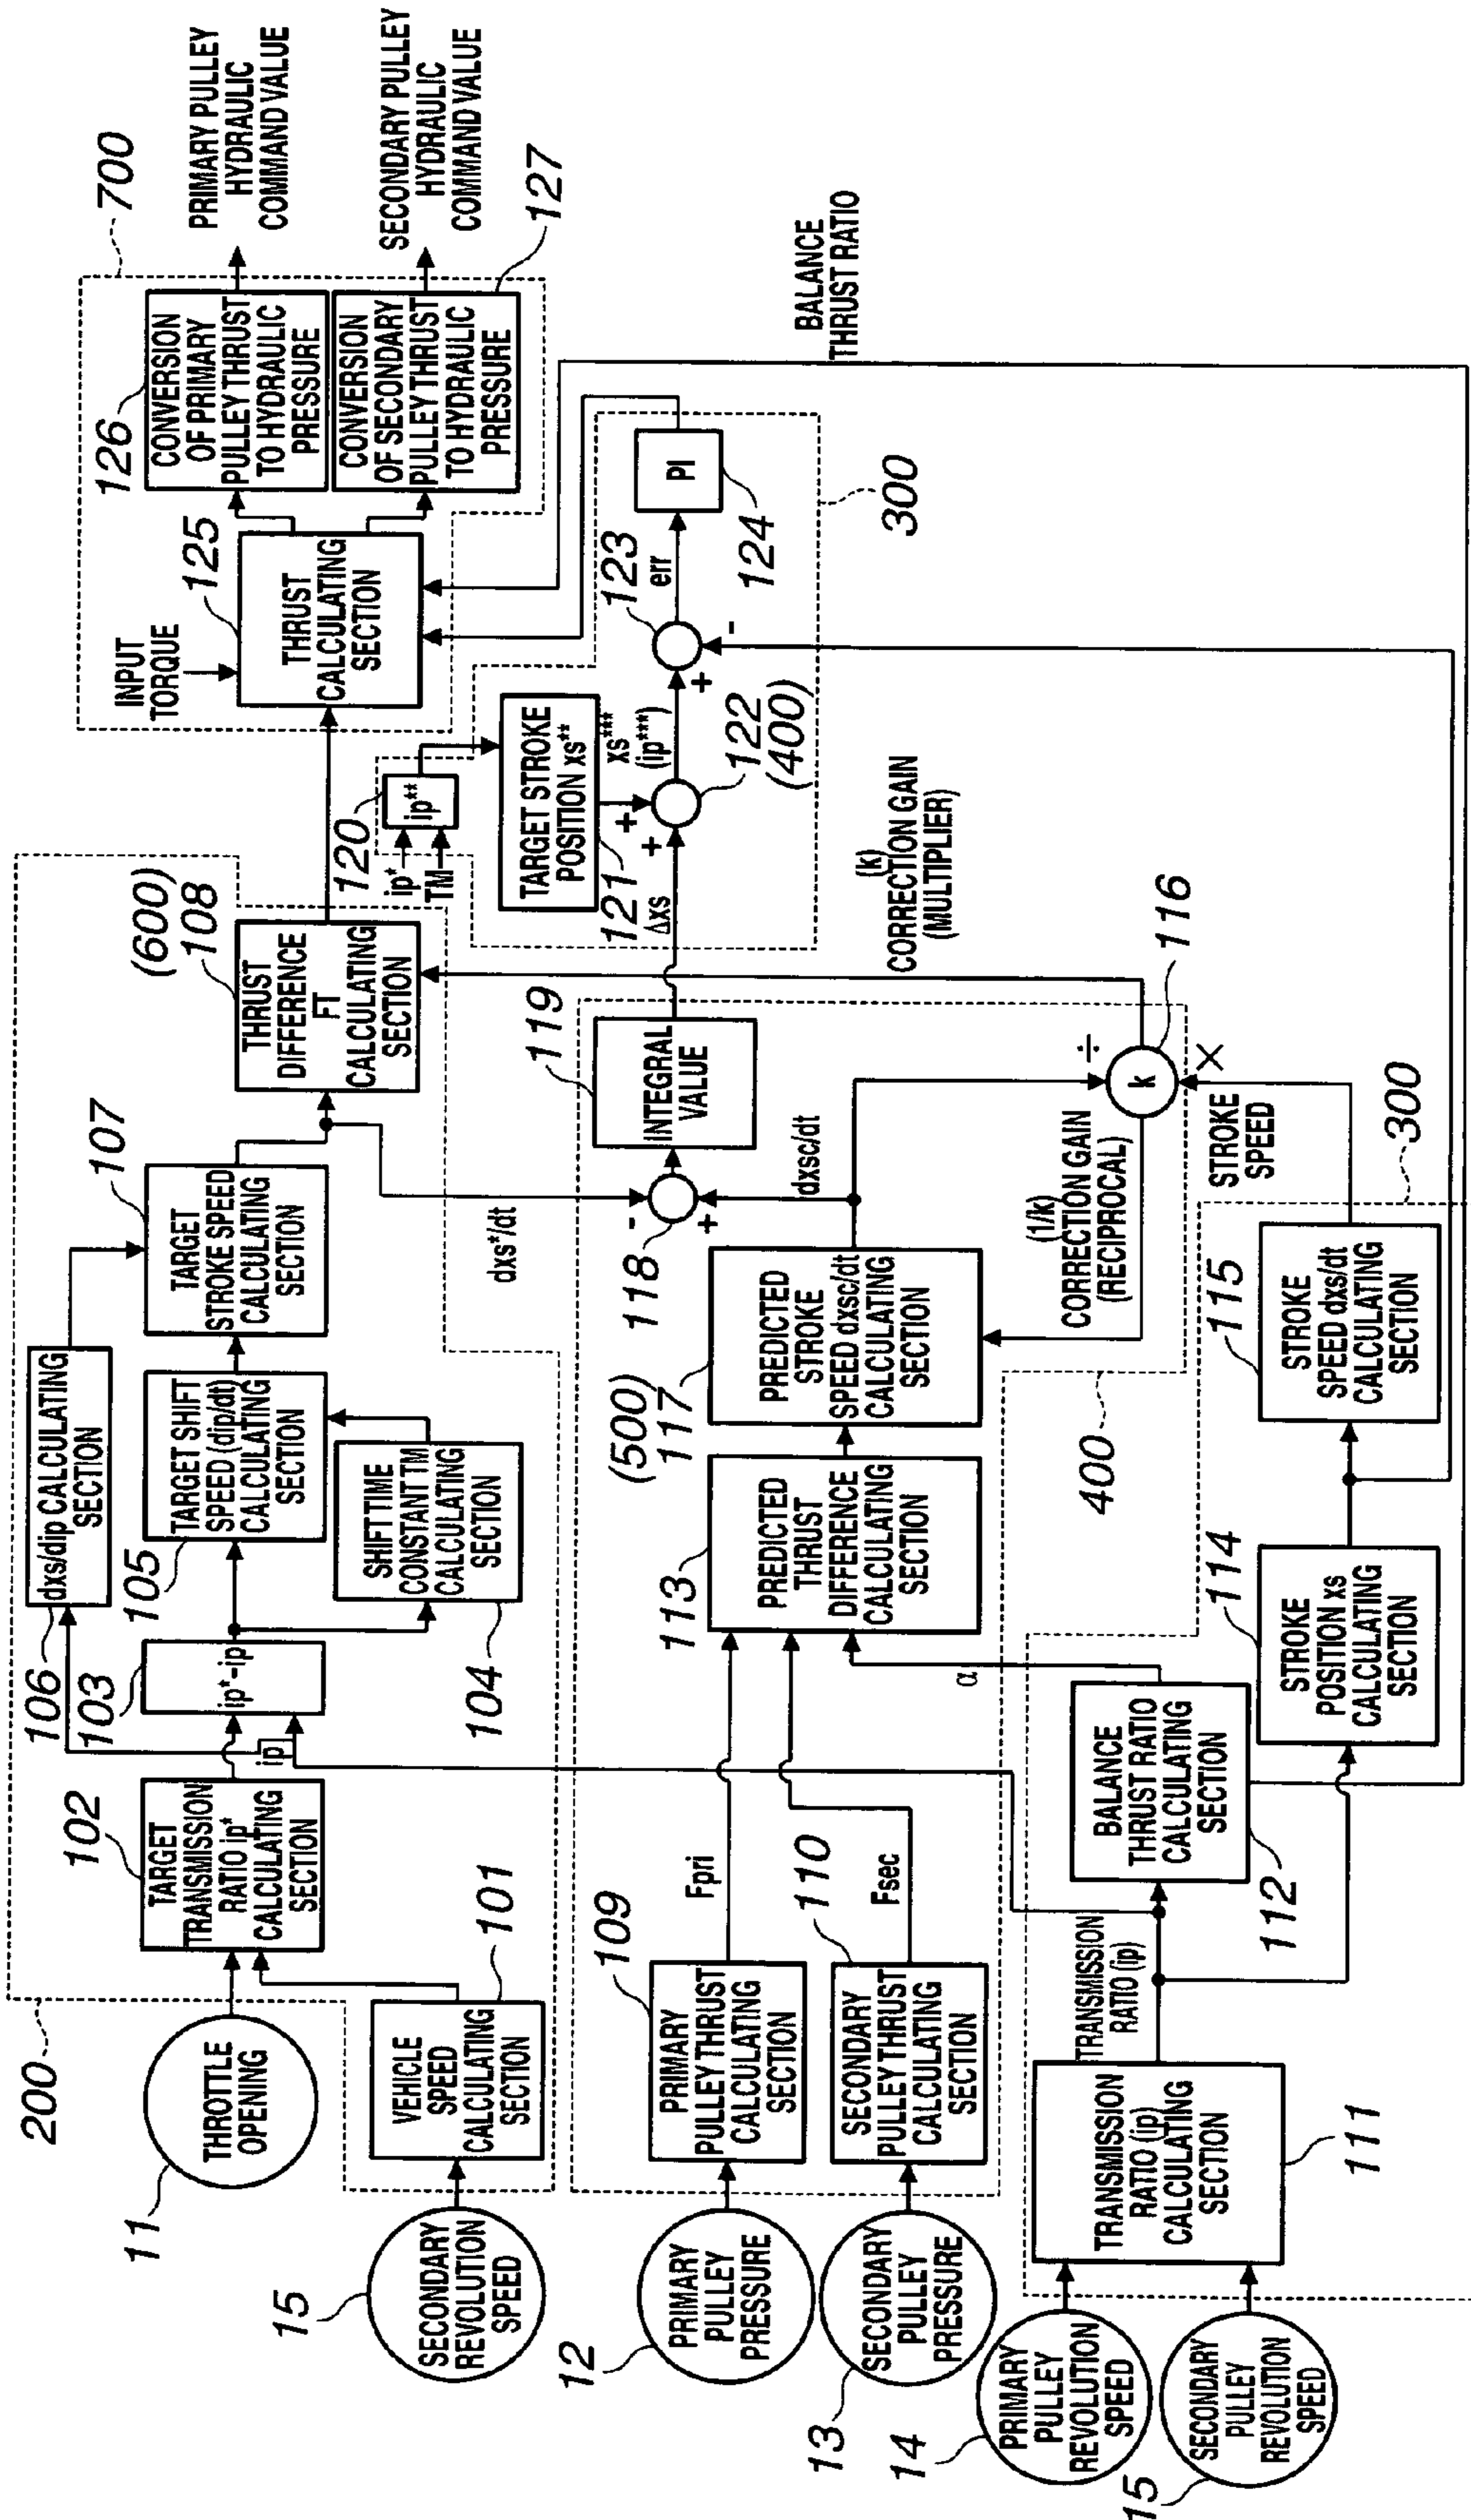 200
11
THROTTLE
OPENING
15
SECONDARY
REVOLUTION
SPEED
VEHICLE
SPEED
CALCULATING
SECTION
101
102
TARGET
TRANSMISSION
RATIO ip*
CALCULATING
SECTION
ip
103
ip*-ip
106
dxs/dip CALCULATING
SECTION
105
TARGET SHIFT
SPEED (dip/dt)
CALCULATING
SECTION
SHIFT TIME
CONSTANT TM
CALCULATING
SECTION
104
107
TARGET
STROKE SPEED
CALCULATING
SECTION
dxs*/dt
(600)
108
THRUST
DIFFERENCE
FT
CALCULATING
SECTION
INPUT
TORQUE
125
THRUST
CALCULATING
SECTION
126
CONVERSION
OF PRIMARY
PULLEY THRUST
TO HYDRAULIC
PRESSURE
CONVERSION
OF SECONDARY
PULLEY THRUST
TO HYDRAULIC
PRESSURE
127
700
PRIMARY PULLEY
HYDRAULIC
COMMAND VALUE
SECONDARY PULLEY
HYDRAULIC
COMMAND VALUE
12
PRIMARY
PULLEY
PRESSURE
13
SECONDARY
PULLEY
PRESSURE
109
PRIMARY
PULLEY THRUST
CALCULATING
SECTION
Fpri
110
SECONDARY
PULLEY THRUST
CALCULATING
SECTION
Fsec
α
113
PREDICTED
THRUST
DIFFERENCE
CALCULATING
SECTION
(500)
117
PREDICTED
STROKE
SPEED dxsc/dt
CALCULATING
SECTION
dxsc/dt
118
-
+
119
INTEGRAL
VALUE
Δxs
120
ip*
TM
ip**
121
TARGET STROKE
POSITION xs**
+
+
xs***
(ip***)
122
(400)
123
+
-
err
PI
124
300
BALANCE
THRUST RATIO
(k)
CORRECTION GAIN
(MULTIPLIER)
116
k
÷
×
(1/k)
CORRECTION GAIN
(RECIPROCAL)
STROKE
SPEED
400
300
14
PRIMARY
PULLEY
REVOLUTION
SPEED
15
SECONDARY
PULLEY
REVOLUTION
SPEED
TRANSMISSION
RATIO (ip)
CALCULATING
SECTION
111
TRANSMISSION
RATIO (ip)
BALANCE
THRUST RATIO
CALCULATING
SECTION
112
114
STROKE
POSITION xs
CALCULATING
SECTION
115
STROKE
SPEED dxs/dt
CALCULATING
SECTION